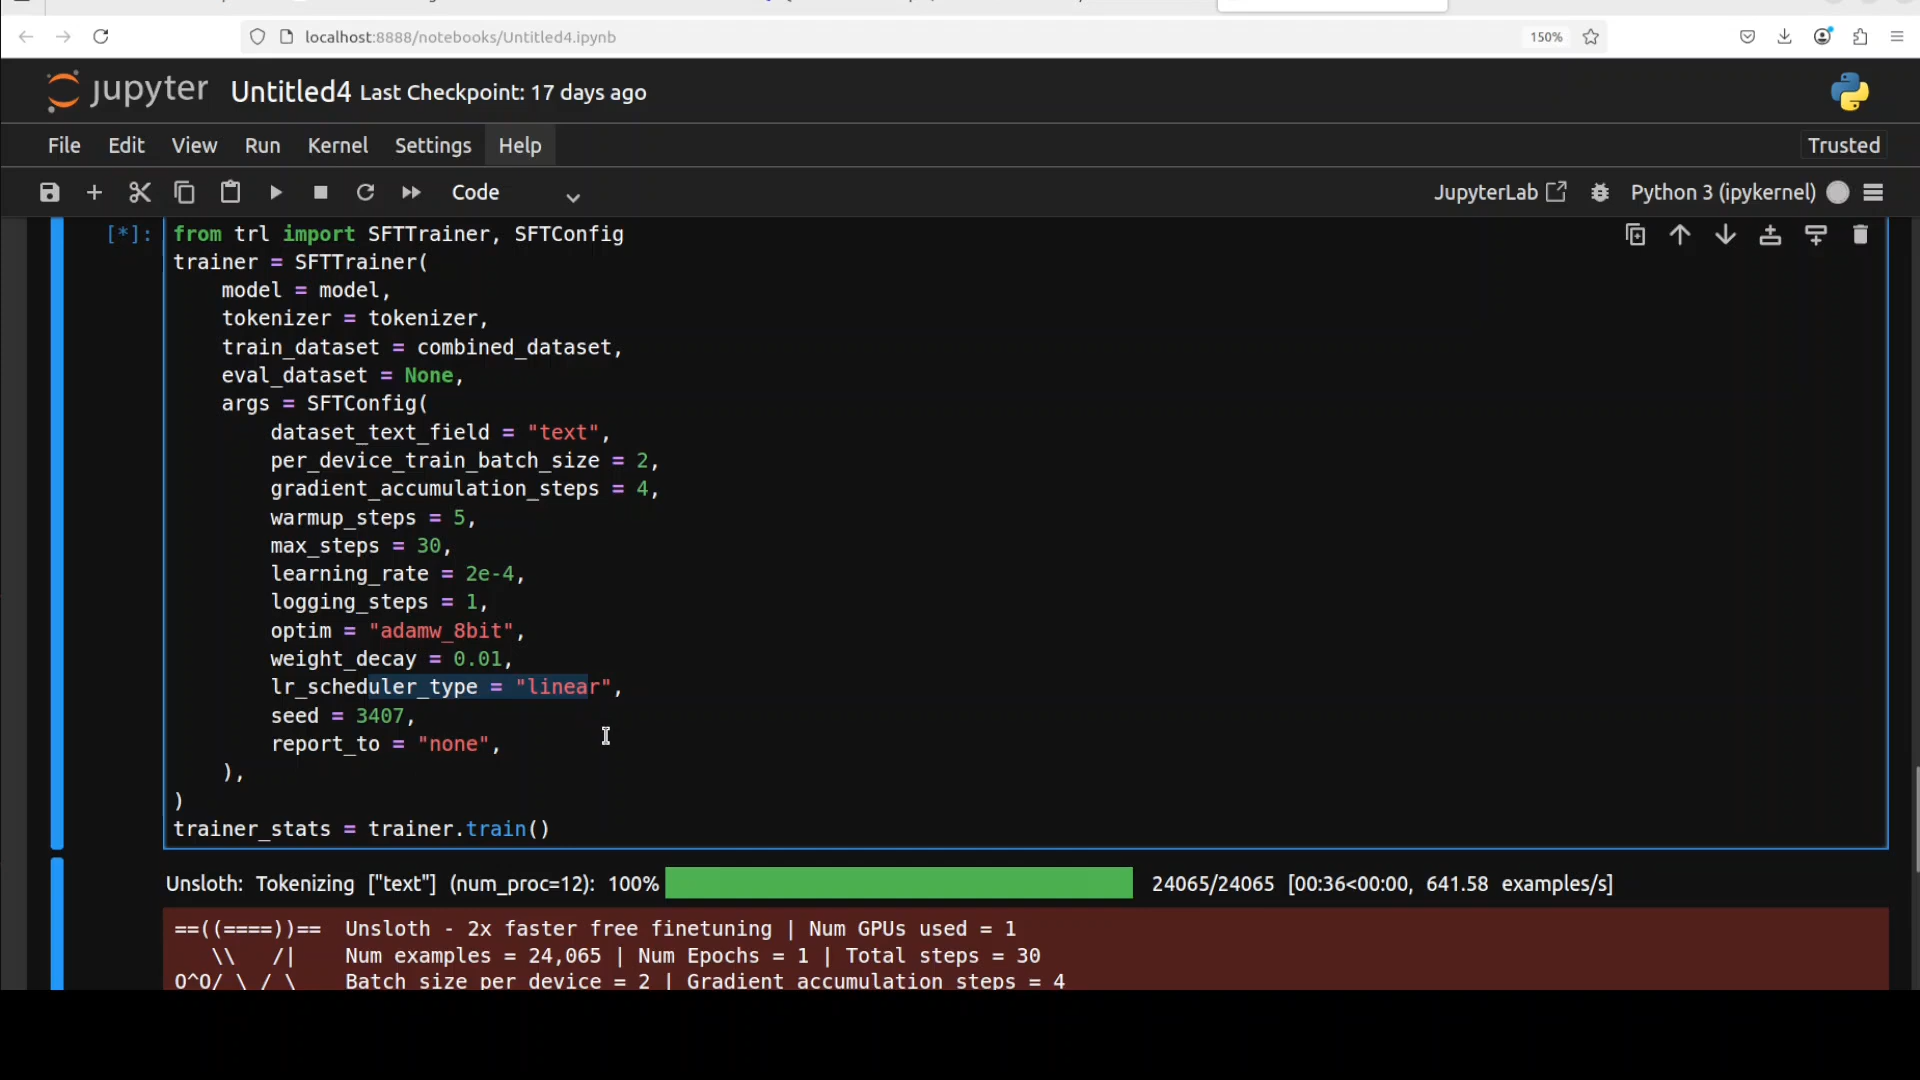 localhost:8888/notebooks/Untitled4.ipynb
150%
jupyter Untitled4 Last Checkpoint: 17 days ago
File Edit View Run Kernel Settings Help
Trusted
Code
JupyterLab
Python 3 (ipykernel)
[*]:
from trl import SFTTrainer, SFTConfig
trainer = SFTTrainer(
    model = model,
    tokenizer = tokenizer,
    train_dataset = combined_dataset,
    eval_dataset = None,
    args = SFTConfig(
        dataset_text_field = "text",
        per_device_train_batch_size = 2,
        gradient_accumulation_steps = 4,
        warmup_steps = 5,
        max_steps = 30,
        learning_rate = 2e-4,
        logging_steps = 1,
        optim = "adamw_8bit",
        weight_decay = 0.01,
        lr_scheduler_type = "linear",
        seed = 3407,
        report_to = "none",
    ),
)
trainer_stats = trainer.train()
Unsloth: Tokenizing ["text"] (num_proc=12): 100% 24065/24065 [00:36<00:00, 641.58 examples/s]
==((====))==  Unsloth - 2x faster free finetuning | Num GPUs used = 1
   \\   /|    Num examples = 24,065 | Num Epochs = 1 | Total steps = 30
O^O/ \_/ \    Batch size per device = 2 | Gradient accumulation steps = 4